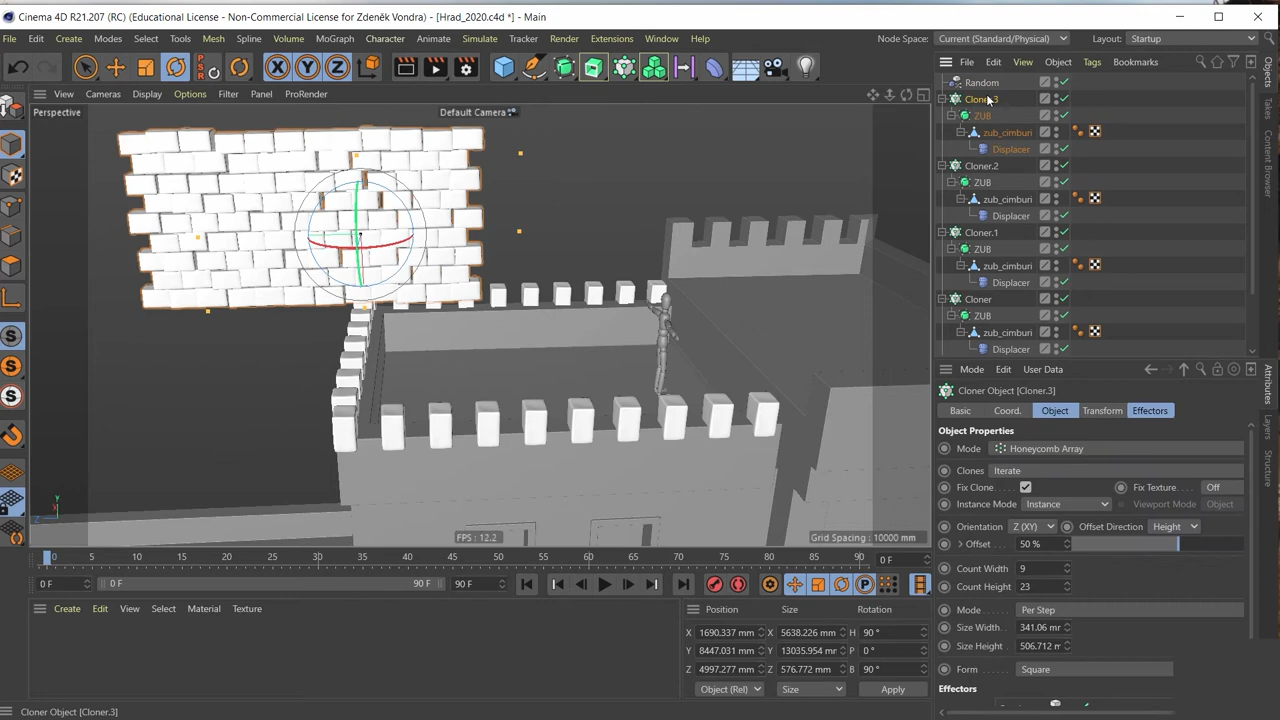 Cinema 4D R21.207 (RC) (Educational License - Non-Commercial License for Zdeněk Vondra) - [Hrad_2020.c4d *] - Main
File Edit Create Modes Select Tools Mesh Spline Volume MoGraph Character Animate Simulate Tracker Render Extensions Window Help Node Space: Current (Standard/Physical) Layout: Startup
X Y Z PSR
File Edit View Object Tags Bookmarks
View Cameras Display Options Filter Panel
Perspective Default Camera
Random
Cloner.3
ZUB
zub_cimburi
Displacer
Cloner.2
ZUB
zub_cimburi
Displacer
Cloner.1
ZUB
zub_cimburi
Displacer
Cloner
ZUB
zub_cimburi
Displacer
Objects
Takes
Content Browser
Attributes
Layers
Structure
Mode Edit User Data
Cloner Object [Cloner.3]
Basic Coord. Object Transform Effectors
Object Properties
Mode Honeycomb Array
Clones Iterate
Fix Clone Fix Texture Off
Instance Mode Instance Viewport Mode Object
Orientation Z (XY) Offset Direction Height
Offset 50 %
Count Width 9
Count Height 23
Mode Per Step
Size Width 341.06 mr
Size Height 506.712 n
Form Square
Effectors
FPS : 12.2 Grid Spacing : 10000 mm
0 5 10 15 20 25 30 35 40 45 50 55 60 65 70 75 80 85 90 0 F
0 F 0 F 90 F 90 F
Create Edit View Select Material Texture
Position Size Rotation
X 1690.337 mm X 5638.226 mm H 90 °
Y 8447.031 mm Y 13035.954 mr P 0 °
Z 4997.277 mm Z 576.772 mm B 90 °
Object (Rel) Size Apply
Cloner Object [Cloner.3]